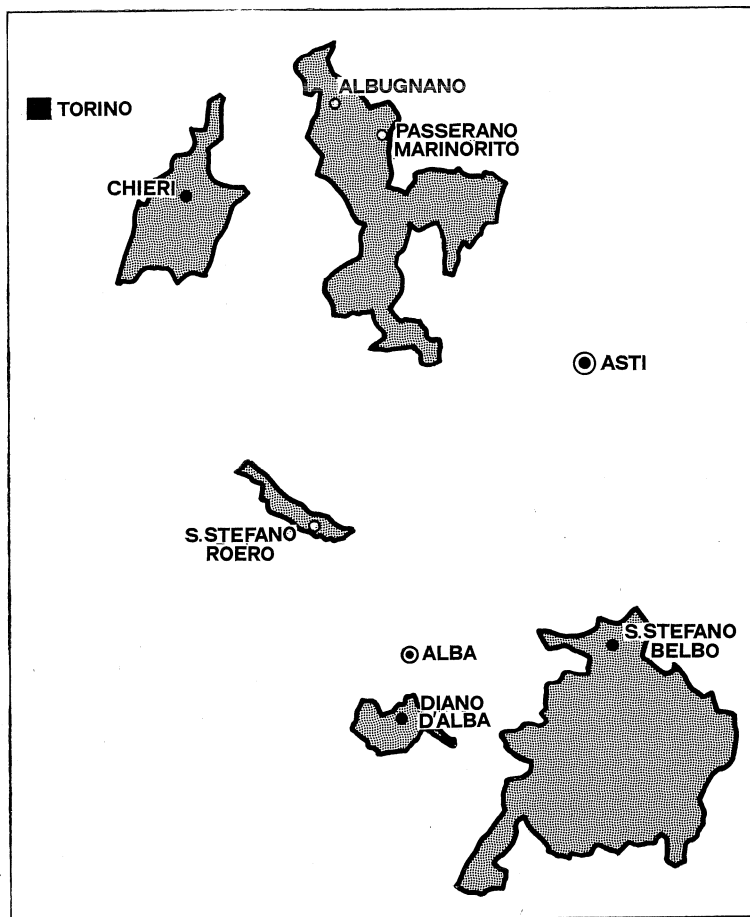 ALBUGNANO
TORINO
PASSERANO
MARINORITO
CHIERI
ASTI
S.STEFANO
ROERO
S.STEFANO
BELBO
ALBA
DIANO
D'ALBA